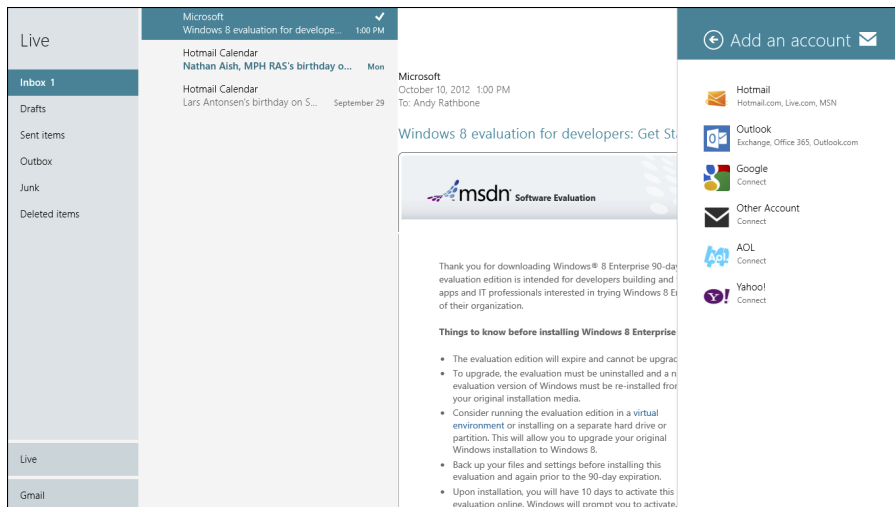 Live
Inbox 1
Drafts
Sent items
Outbox
Junk
Deleted items
Live
Gmail
Microsoft
Windows 8 evaluation for develope... 1:00 PM
Hotmail Calendar
Nathan Aish, MPH RAS's birthday o... Mon
Hotmail Calendar
Lars Antonsen's birthday on S... September 29
Microsoft
October 10, 2012 1:00 PM
To: Andy Rathbone
Windows 8 evaluation for developers: Get Sta
msdn Software Evaluation
Thank you for downloading Windows® 8 Enterprise 90-day
evaluation edition is intended for developers building and
apps and IT professionals interested in trying Windows 8 E
of their organization.
Things to know before installing Windows 8 Enterprise
• The evaluation edition will expire and cannot be upgrad
• To upgrade, the evaluation must be uninstalled and a n
evaluation version of Windows must be re-installed from
your original installation media.
• Consider running the evaluation edition in a virtual
environment or installing on a separate hard drive or
partition. This will allow you to upgrade your original
Windows installation to Windows 8.
• Back up your files and settings before installing this
evaluation and again prior to the 90-day expiration.
• Upon installation, you will have 10 days to activate this
evaluation online. Windows will prompt you to activate.
Add an account
Hotmail
Hotmail.com, Live.com, MSN
Outlook
Exchange, Office 365, Outlook.com
Google
Connect
Other Account
Connect
Aol.
AOL
Connect
Yahoo!
Connect